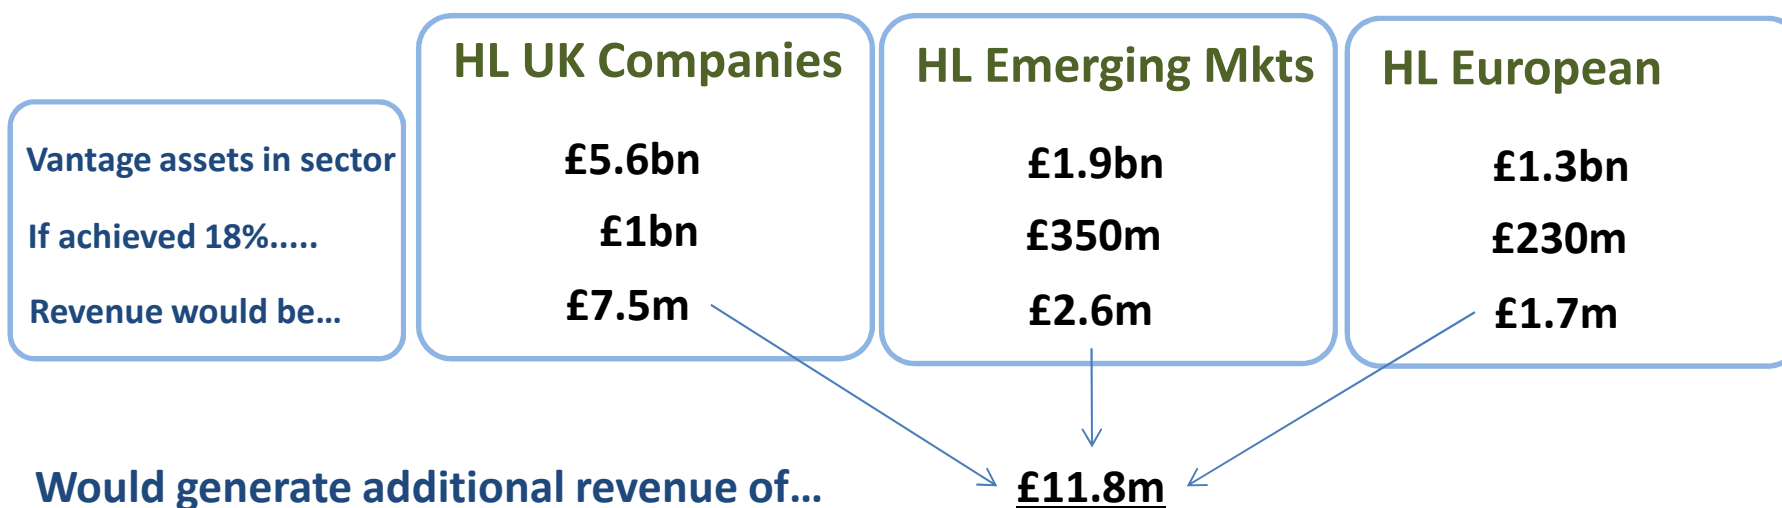 HL UK Companies HL Emerging Mkts HL European
Vantage assets in sector £5.6bn £1.9bn £1.3bn
If achieved 18%..... £1bn £350m £230m
Revenue would be... £7.5m £2.6m £1.7m
Would generate additional revenue of... £11.8m